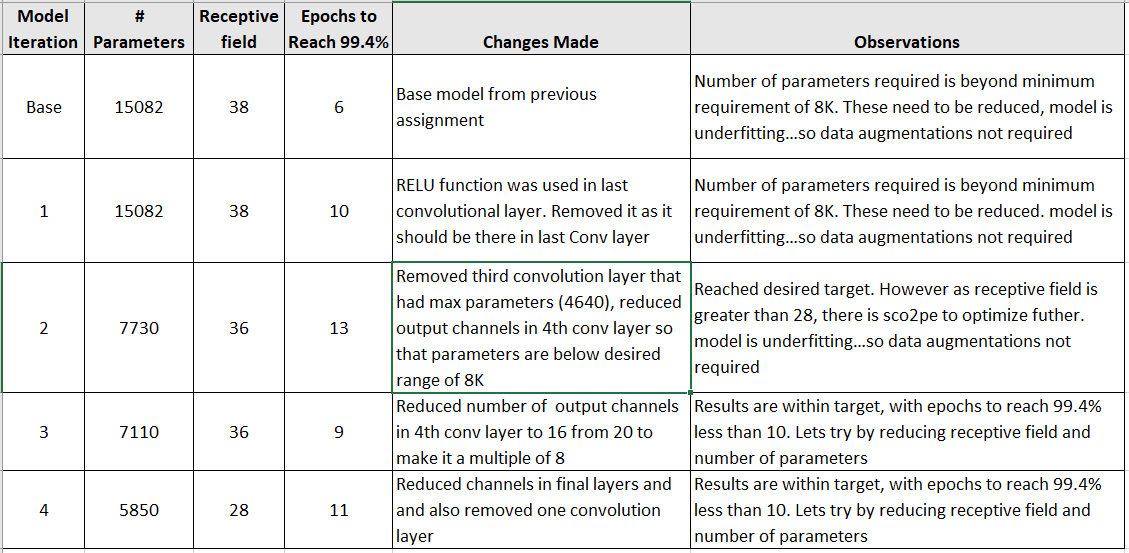 Model Iteration # Parameters Receptive field Epochs to Reach 99.4% Changes Made Observations
Base 15082 38 6
Base model from previous
assignment
Number of parameters required is beyond minimum
requirement of 8K. These need to be reduced, model is
underfitting...so data augmentations not required
1 15082 38 10
RELU function was used in last
convolutional layer. Removed it as it
should be there in last Conv layer
Number of parameters required is beyond minimum
requirement of 8K. These need to be reduced. model is
underfitting...so data augmentations not required
2 7730 36 13
Removed third convolution layer that
had max parameters (4640), reduced
output channels in 4th conv layer so
that parameters are below desired
range of 8K
Reached desired target. However as receptive field is
greater than 28, there is sco2pe to optimize futher.
model is underfitting...so data augmentations not
required
3 7110 36 9
Reduced number of  output channels
in 4th conv layer to 16 from 20 to
make it a multiple of 8
Results are within target, with epochs to reach 99.4%
less than 10. Lets try by reducing receptive field and
number of parameters
4 5850 28 11
Reduced channels in final layers and
and also removed one convolution
layer
Results are within target, with epochs to reach 99.4%
less than 10. Lets try by reducing receptive field and
number of parameters